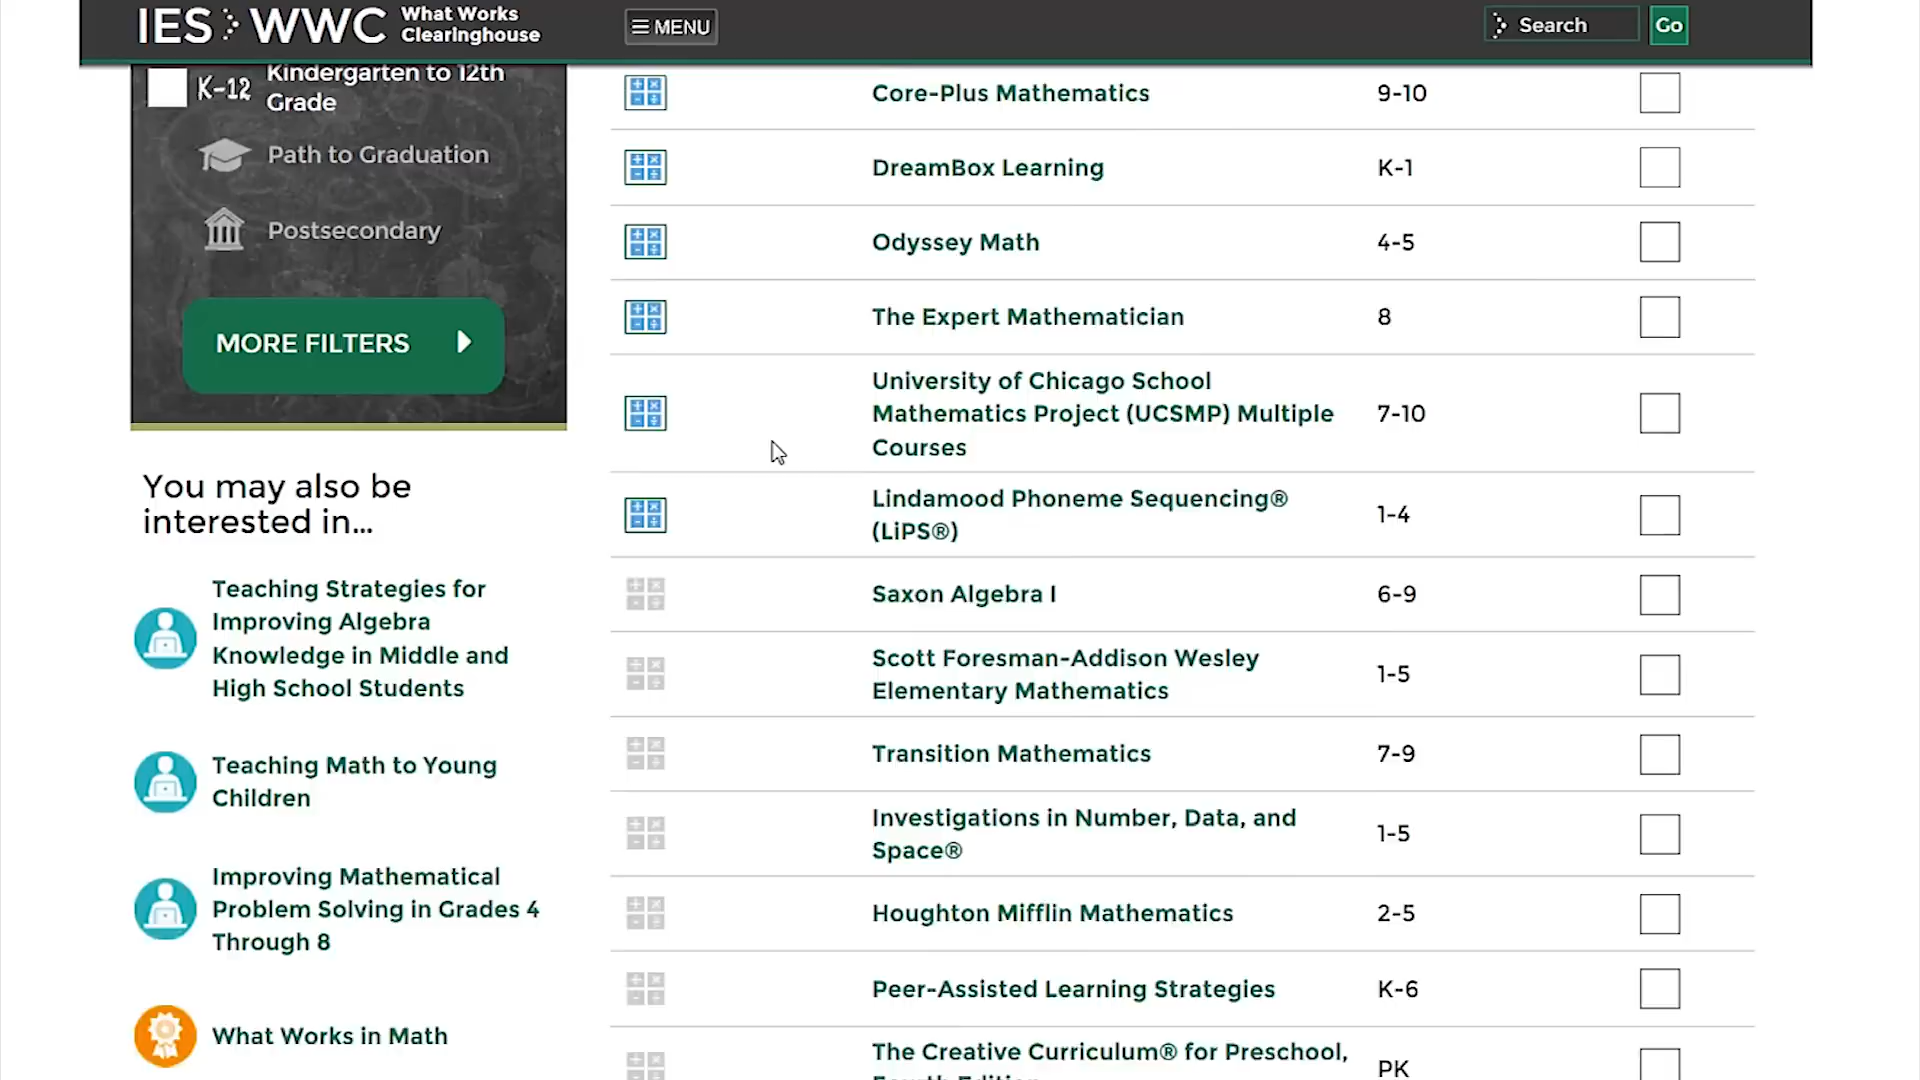 IES WWC What Works Clearinghouse
MENU
Search
Go
K-12 Kindergarten to 12th
Grade
Path to Graduation
Postsecondary
MORE FILTERS
You may also be
interested in...
Teaching Strategies for
Improving Algebra
Knowledge in Middle and
High School Students
Teaching Math to Young
Children
Improving Mathematical
Problem Solving in Grades 4
Through 8
What Works in Math
Core-Plus Mathematics 9-10
DreamBox Learning K-1
Odyssey Math 4-5
The Expert Mathematician 8
University of Chicago School
Mathematics Project (UCSMP) Multiple 7-10
Courses
Lindamood Phoneme Sequencing® 1-4
(LiPS®)
Saxon Algebra I 6-9
Scott Foresman-Addison Wesley 1-5
Elementary Mathematics
Transition Mathematics 7-9
Investigations in Number, Data, and 1-5
Space®
Houghton Mifflin Mathematics 2-5
Peer-Assisted Learning Strategies K-6
The Creative Curriculum® for Preschool, PK